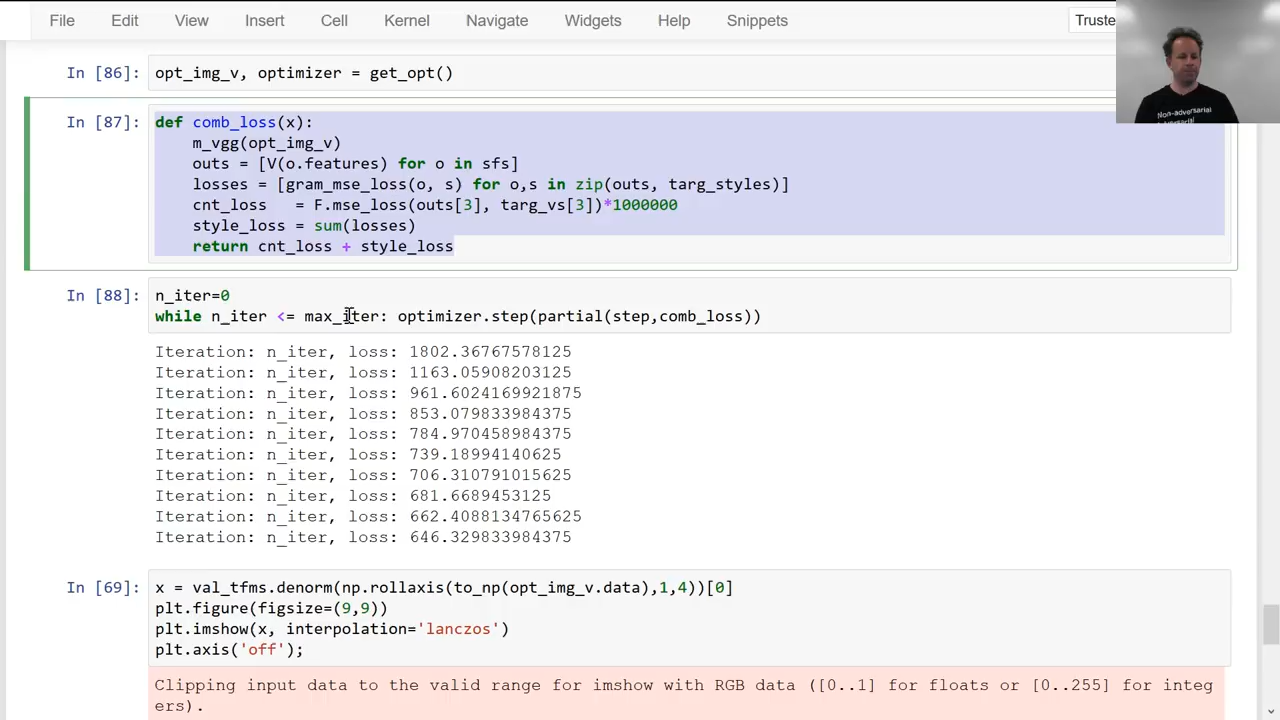 File Edit View Insert Cell Kernel Navigate Widgets Help Snippets Truste
In [86]: opt_img_v, optimizer = get_opt()
In [87]: def comb_loss(x):
m_vgg(opt_img_v)
outs = [V(o.features) for o in sfs]
losses = [gram_mse_loss(o, s) for o,s in zip(outs, targ_styles)]
cnt_loss   = F.mse_loss(outs[3], targ_vs[3])*1000000
style_loss = sum(losses)
return cnt_loss + style_loss
In [88]: n_iter=0
while n_iter <= max_iter: optimizer.step(partial(step,comb_loss))
Iteration: n_iter, loss: 1802.36767578125
Iteration: n_iter, loss: 1163.05908203125
Iteration: n_iter, loss: 961.6024169921875
Iteration: n_iter, loss: 853.079833984375
Iteration: n_iter, loss: 784.970458984375
Iteration: n_iter, loss: 739.18994140625
Iteration: n_iter, loss: 706.310791015625
Iteration: n_iter, loss: 681.6689453125
Iteration: n_iter, loss: 662.4088134765625
Iteration: n_iter, loss: 646.329833984375
In [69]: x = val_tfms.denorm(np.rollaxis(to_np(opt_img_v.data),1,4))[0]
plt.figure(figsize=(9,9))
plt.imshow(x, interpolation='lanczos')
plt.axis('off');
Clipping input data to the valid range for imshow with RGB data ([0..1] for floats or [0..255] for integ
ers).
Non-adversarial